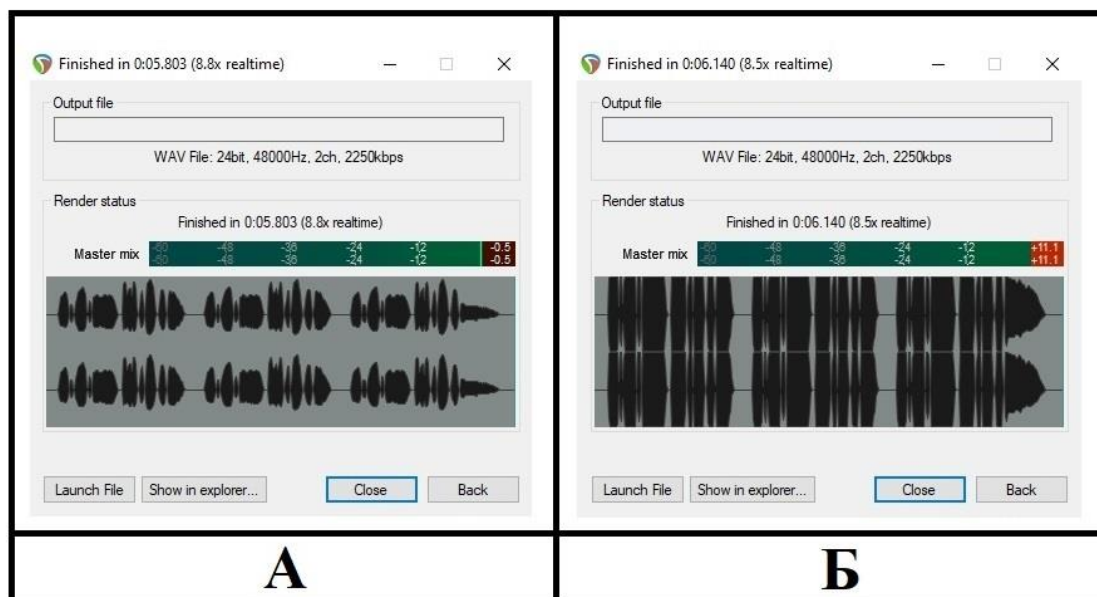 Finished in 0:05.803 (8.8x realtime)
Output file
WAV File: 24bit, 48000Hz, 2ch, 2250kbps
Render status
Finished in 0:05.803 (8.8x realtime)
Master mix
-60 -48 -36 -24 -12 -0.5
-60 -48 -36 -24 -12 -0.5
Launch File
Show in explorer...
Close
Back
А
Finished in 0:06.140 (8.5x realtime)
Output file
WAV File: 24bit, 48000Hz, 2ch, 2250kbps
Render status
Finished in 0:06.140 (8.5x realtime)
Master mix
-60 -48 -36 -24 -12 +11.1
-60 -48 -36 -24 -12 +11.1
Launch File
Show in explorer...
Close
Back
Б